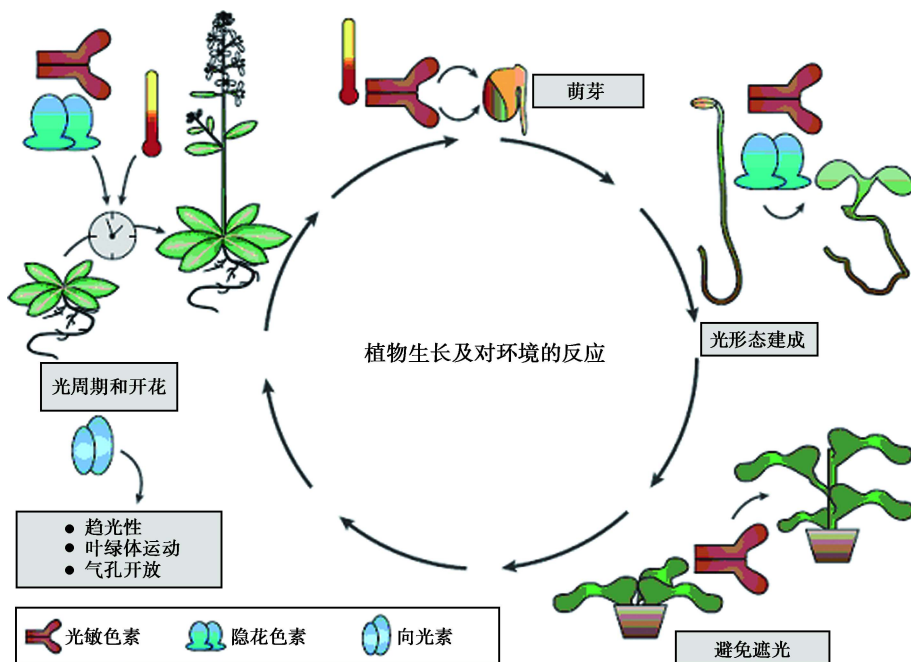 萌芽
植物生长及对环境的反应
光形态建成
光周期和开花
● 趋光性
● 叶绿体运动
● 气孔开放
避免遮光
光敏色素
隐花色素
向光素